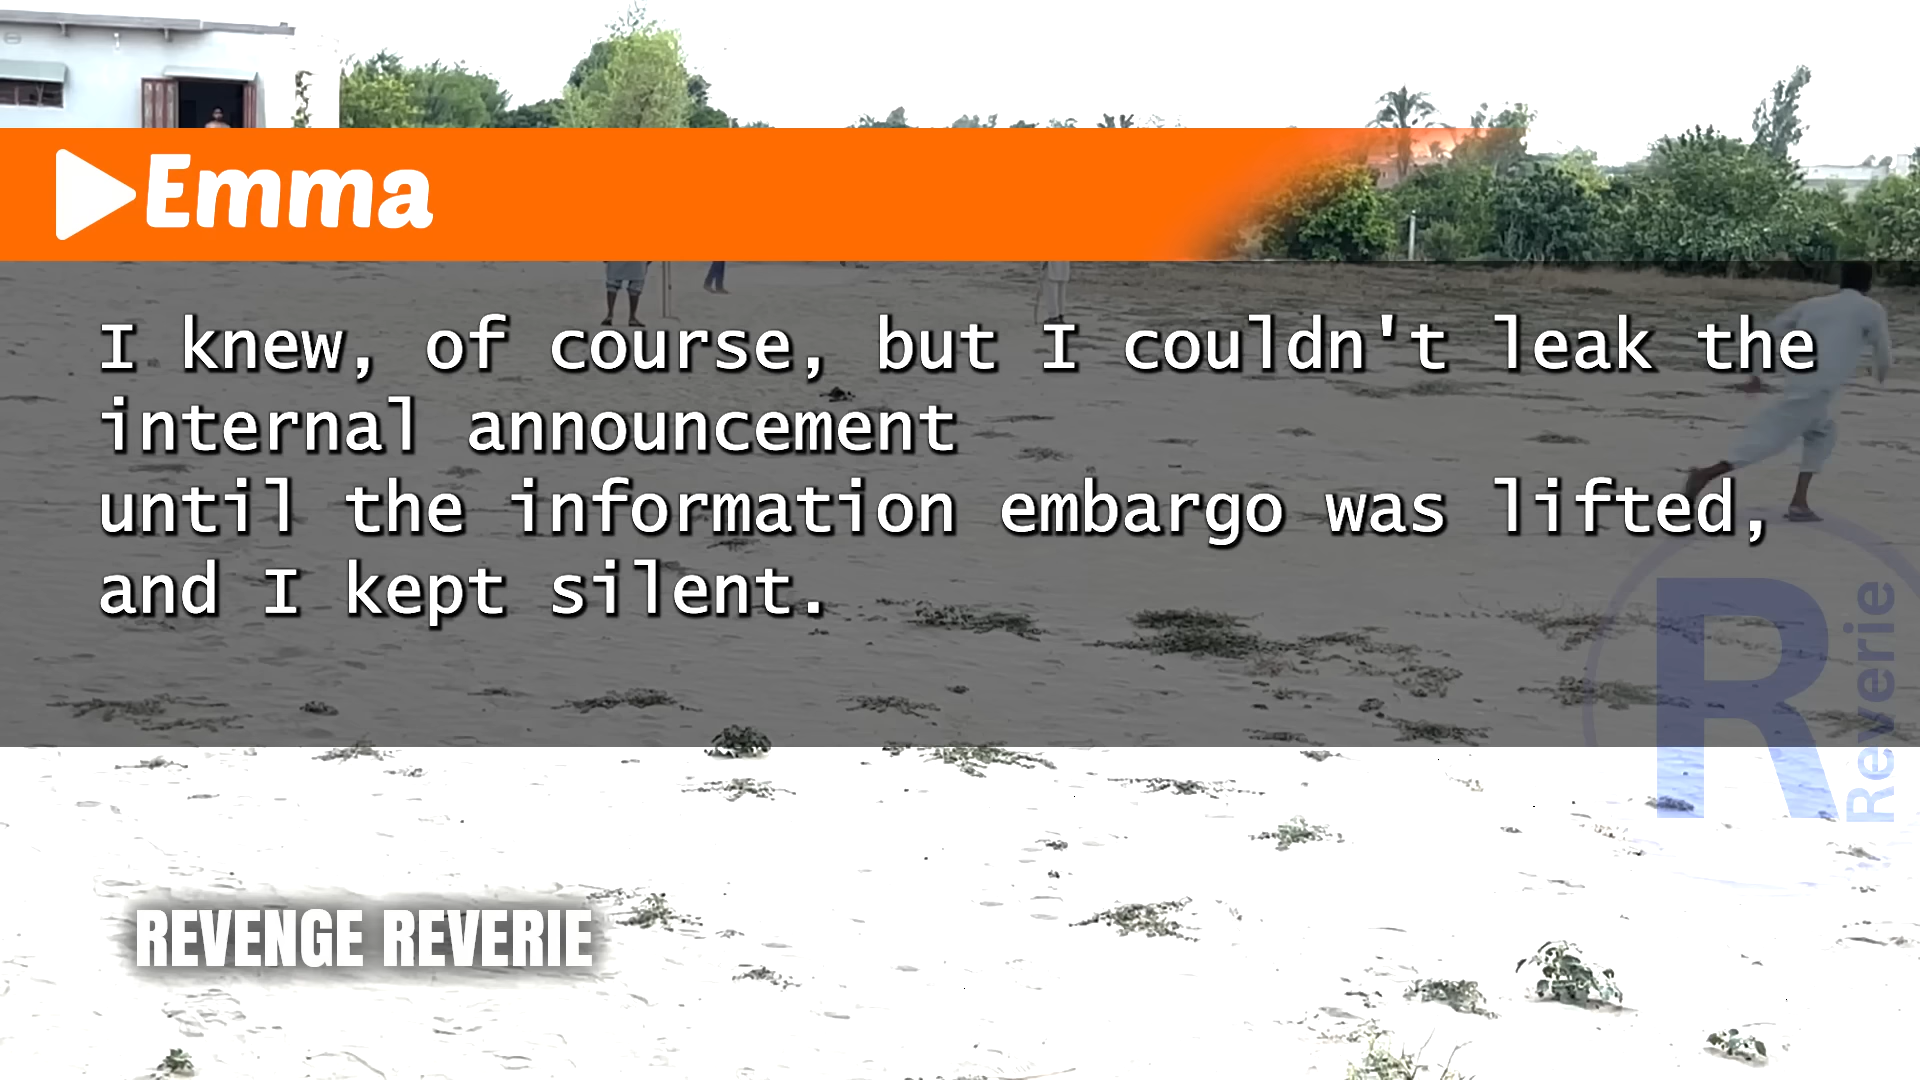 Emma
I knew, of course, but I couldn't leak the
internal announcement
until the information embargo was lifted,
and I kept silent.
R
Reverie
REVENGE REVERIE